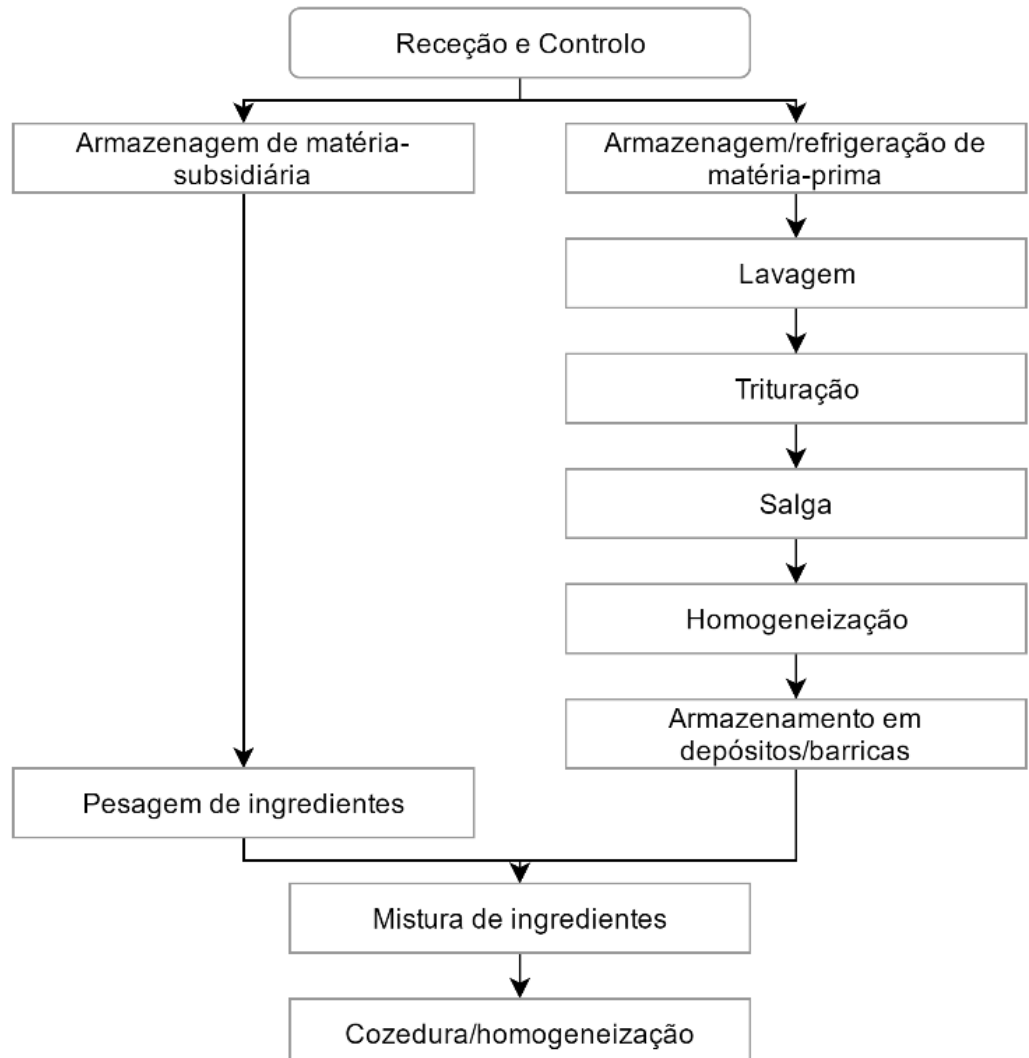 Receção e Controlo
Armazenagem de matéria-
subsidiária
Armazenagem/refrigeração de
matéria-prima
Lavagem
Trituração
Salga
Homogeneização
Armazenamento em
depósitos/barricas
Pesagem de ingredientes
Mistura de ingredientes
Cozedura/homogeneização